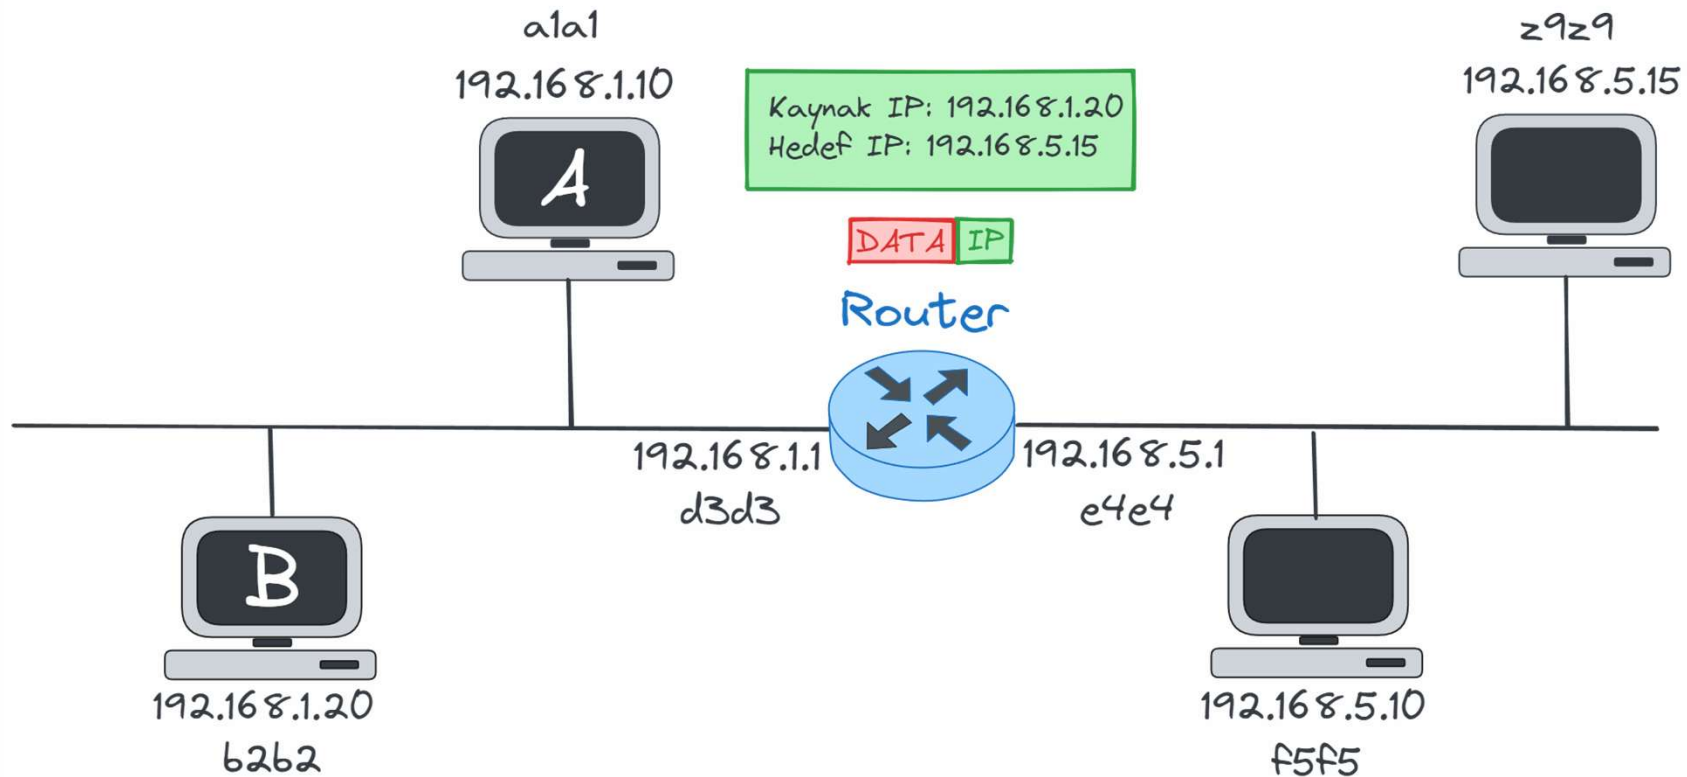 a1a1
192.168.1.10
A
Kaynak IP: 192.168.1.20
Hedef IP: 192.168.5.15
DATA IP
Router
z9z9
192.168.5.15
192.168.1.1
d3d3
192.168.5.1
e4e4
B
192.168.1.20
b2b2
192.168.5.10
f5f5